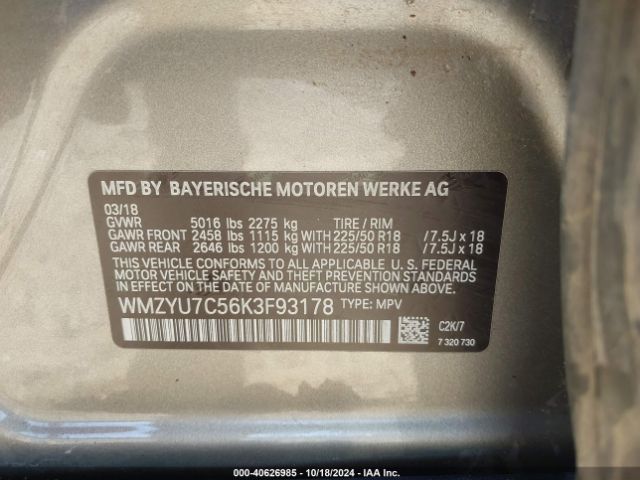 MFD BY BAYERISCHE MOTOREN WERKE AG
03/18
GVWR 5016 lbs 2275 kg TIRE / RIM
GAWR FRONT 2458 lbs 1115 kg WITH 225/50 R18 /7.5J x 18
GAWR REAR 2646 lbs 1200 kg WITH 225/50 R18 /7.5J x 18
THIS VEHICLE CONFORMS TO ALL APPLICABLE U. S. FEDERAL
MOTOR VEHICLE SAFETY, BUMPER, AND THEFT PREVENTION STANDARDS
IN EFFECT ON THE DATE OF MANUFACTURE SHOWN ABOVE.
WMZYU7C56K3F93178 TYPE: MPV
C2K/7
7 320 730
000-40626985 - 10/18/2024 - IAA Inc.